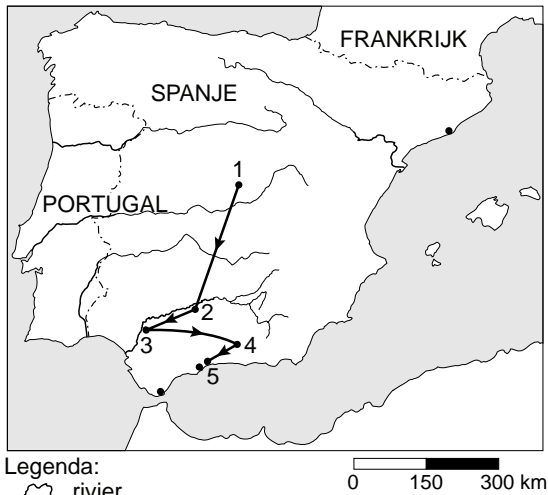 FRANKRIJK
SPANJE
1
PORTUGAL
2
3
4
5
Legenda:
rivier
0 150 300 km